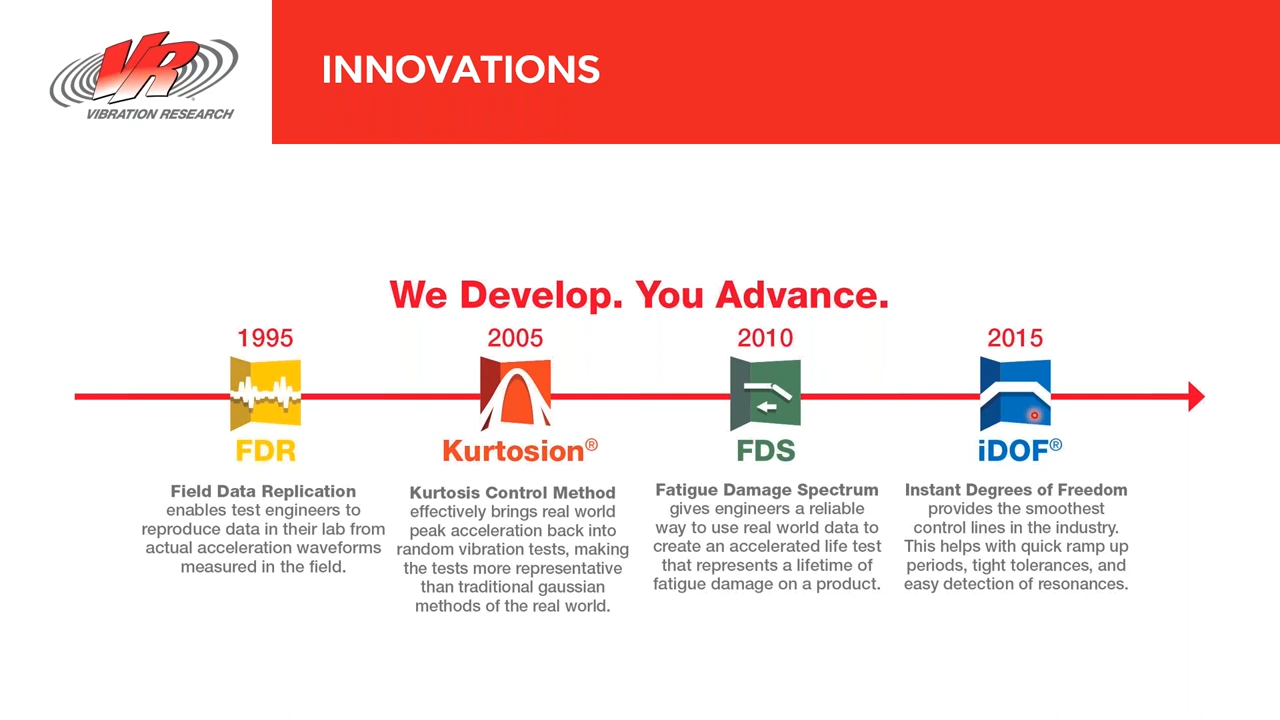 VR
VIBRATION RESEARCH
INNOVATIONS
We Develop. You Advance.
1995
FDR
Field Data Replication
enables test engineers to
reproduce data in their lab from
actual acceleration waveforms
measured in the field.
2005
Kurtosion®
Kurtosis Control Method
effectively brings real world
peak acceleration back into
random vibration tests, making
the tests more representative
than traditional gaussian
methods of the real world.
2010
FDS
Fatigue Damage Spectrum
gives engineers a reliable
way to use real world data to
create an accelerated life test
that represents a lifetime of
fatigue damage on a product.
2015
iDOF®
Instant Degrees of Freedom
provides the smoothest
control lines in the industry.
This helps with quick ramp up
periods, tight tolerances, and
easy detection of resonances.